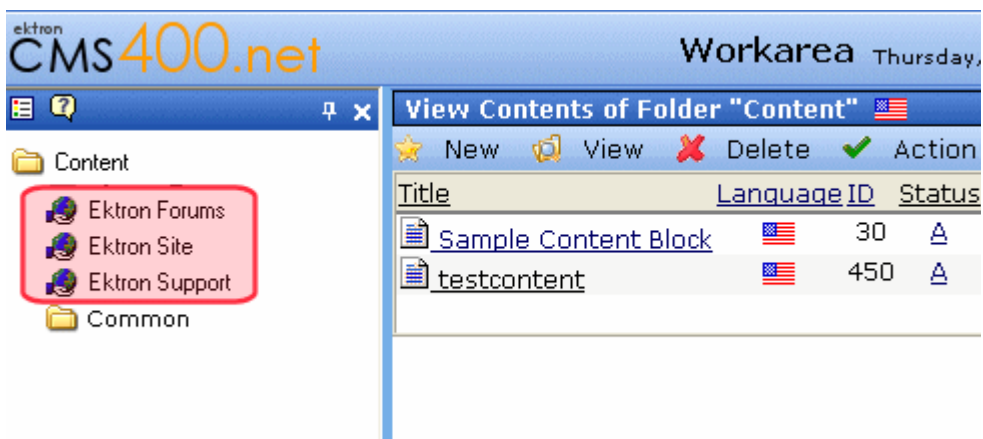 ektron
CMS400.net
Workarea Thursday,
View Contents of Folder "Content"
New View Delete Action
Content
Ektron Forums
Ektron Site
Ektron Support
Common
Title Language ID Status
Sample Content Block 30 A
testcontent 450 A